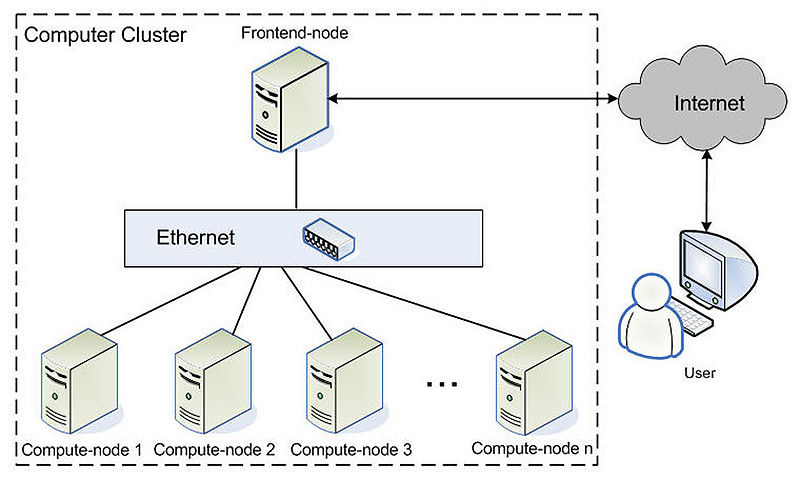 Computer Cluster
Frontend-node
Internet
Ethernet
User
Compute-node 1
Compute-node 2
Compute-node 3
...
Compute-node n